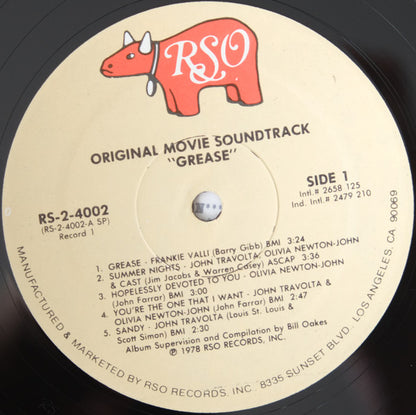 RSO
ORIGINAL MOVIE SOUNDTRACK
"GREASE"
RS-2-4002
(RS-2-4002-A SP)
Record 1
SIDE 1
Intl.# 2658 125
Ind. Intl.# 2479 210
1. GREASE - FRANKIE VALLI (Barry Gibb) BMI 3:24
2. SUMMER NIGHTS - JOHN TRAVOLTA, OLIVIA NEWTON-JOHN
& CAST (Jim Jacobs & Warren Casey) ASCAP 3:36
3. HOPELESSLY DEVOTED TO YOU - OLIVIA NEWTON-JOHN
(John Farrar) BMI 3:00
4. YOU'RE THE ONE THAT I WANT - JOHN TRAVOLTA &
OLIVIA NEWTON-JOHN (John Farrar) BMI 2:47
5. SANDY - JOHN TRAVOLTA (Louis St. Louis &
Scott Simon) BMI 2:30
Album Supervision and Compilation by Bill Oakes
Ⓟ 1978 RSO RECORDS, INC.
MANUFACTURED & MARKETED BY RSO RECORDS, INC. 8335 SUNSET BLVD. LOS ANGELES, CA 90069